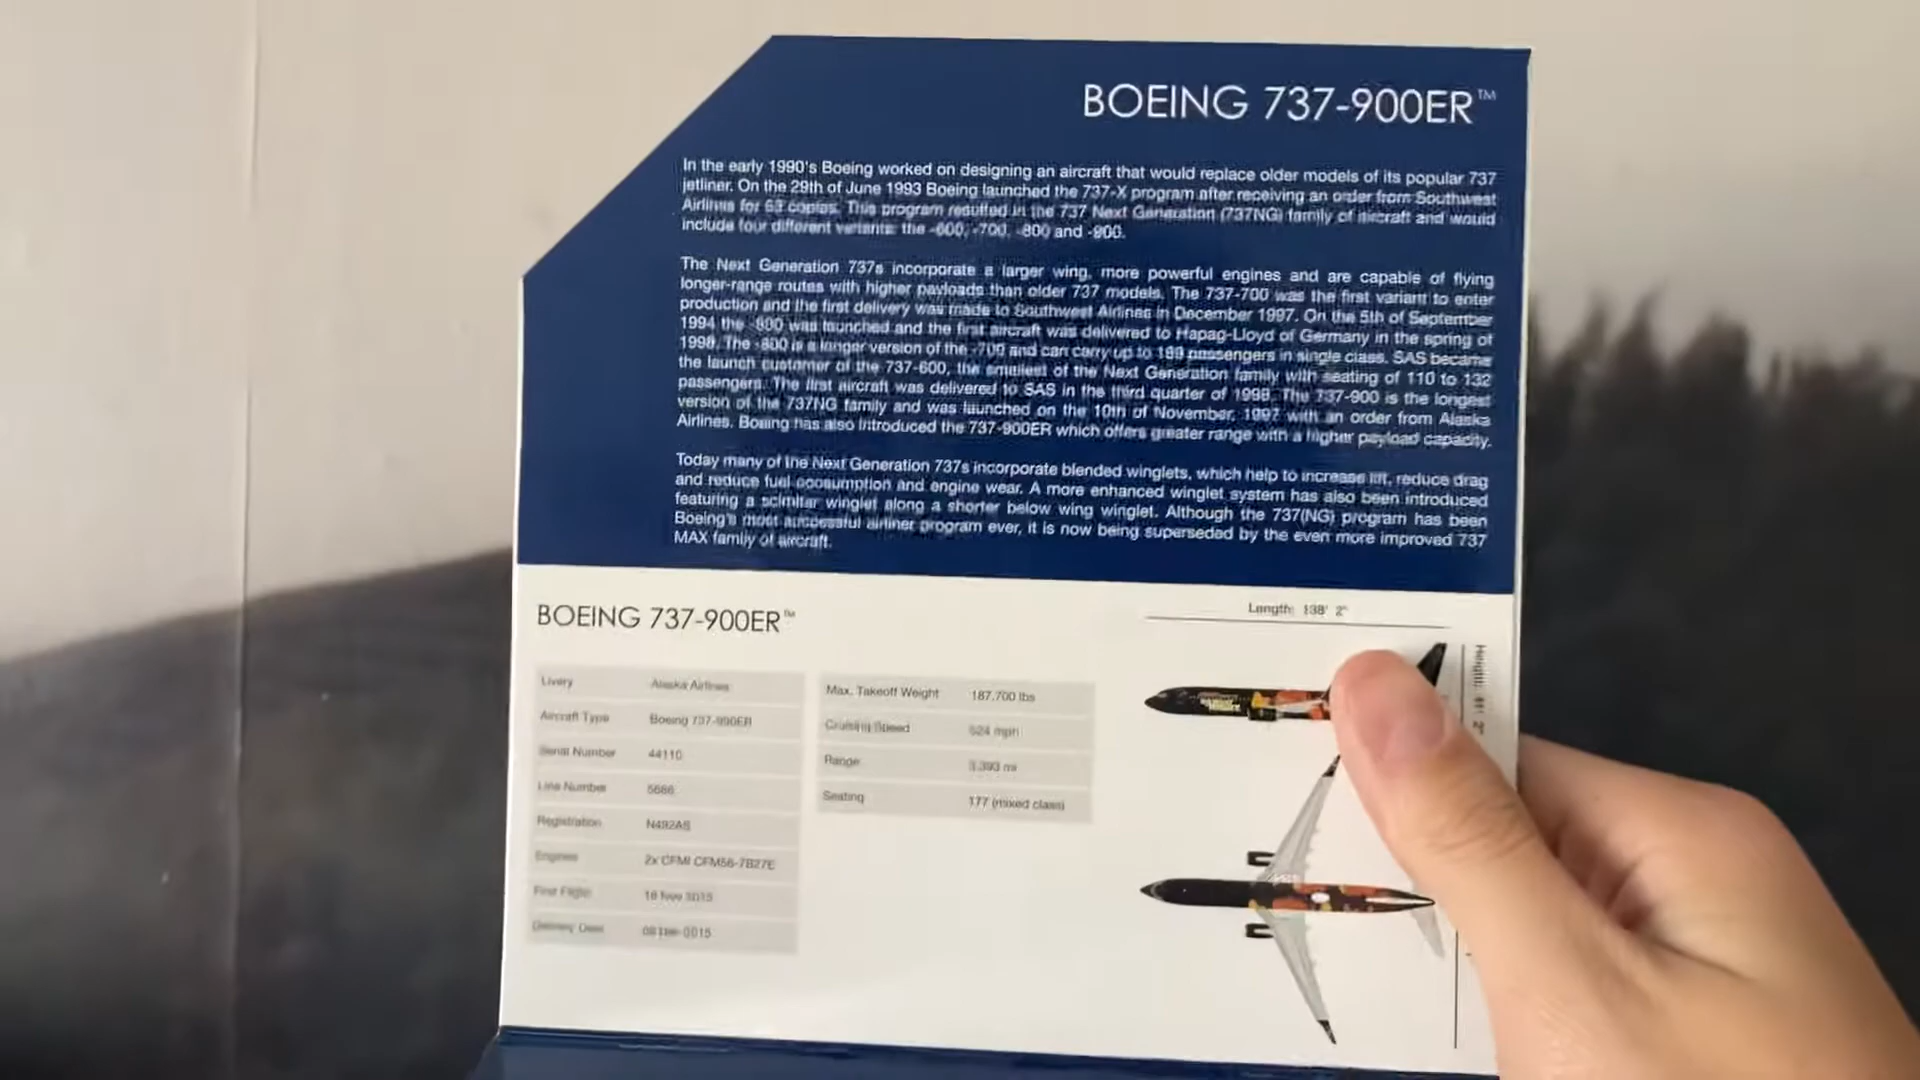 BOEING 737-900ER™
In the early 1990's Boeing worked on designing an aircraft that would replace older models of its popular 737
jetliner. On the 29th of June 1993 Boeing launched the 737-X program after receiving an order from Southwest
Airlines for 63 copies. This program resulted in the 737 Next Generation (737NG) family of aircraft and would
include four different variants: the -600, -700, -800 and -900.
The Next Generation 737s incorporate a larger wing, more powerful engines and are capable of flying
longer-range routes with higher payloads than older 737 models. The 737-700 was the first variant to enter
production and the first delivery was made to Southwest Airlines in December 1997. On the 5th of September
1994 the -800 was launched and the first aircraft was delivered to Hapag-Lloyd of Germany in the spring of
1998. The -800 is a longer version of the -700 and can carry up to 189 passengers in single class. SAS became
the launch customer of the 737-600, the smallest of the Next Generation family with seating of 110 to 132
passengers. The first aircraft was delivered to SAS in the third quarter of 1998. The 737-900 is the longest
version of the 737NG family and was launched on the 10th of November, 1997 with an order from Alaska
Airlines. Boeing has also introduced the 737-900ER which offers greater range with a higher payload capacity.
Today many of the Next Generation 737s incorporate blended winglets, which help to increase lift, reduce drag
and reduce fuel consumption and engine wear. A more enhanced winglet system has also been introduced
featuring a scimitar winglet along a shorter below wing winglet. Although the 737(NG) program has been
Boeing's most successful airliner program ever, it is now being superseded by the even more improved 737
MAX family of aircraft.
BOEING 737-900ER™
Livery Alaska Airlines
Aircraft Type Boeing 737-990ER
Serial Number 44110
Line Number 5686
Registration N492AS
Engines 2x CFMI CFM56-7B27E
First Flight 18 2015
Delivery Date 2015
Max. Takeoff Weight 187,700 lbs
Cruising Speed 524 mph
Range 3,393 mi
Seating 177 (mixed class)
Length: 138' 2"
Height: 2"